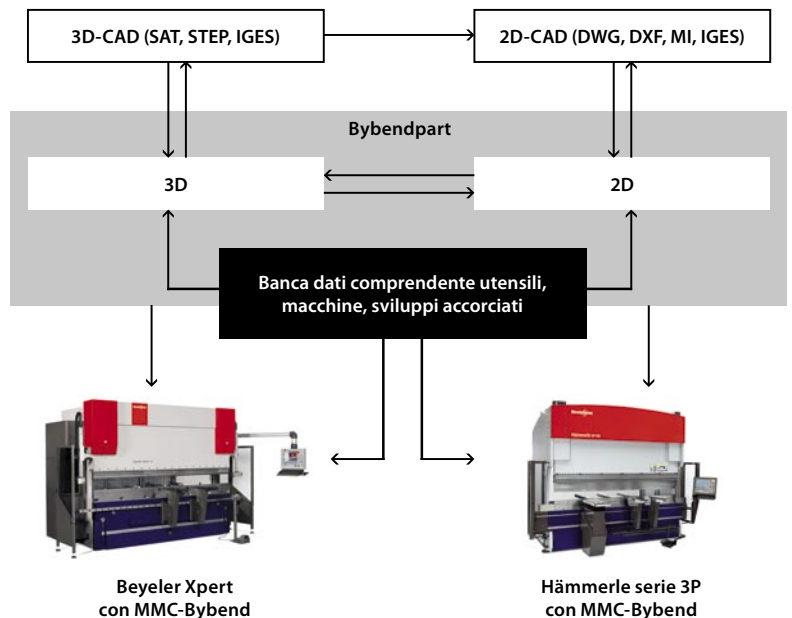 3D-CAD (SAT, STEP, IGES)
2D-CAD (DWG, DXF, MI, IGES)
Bybendpart
3D
2D
Banca dati comprendente utensili,
macchine, sviluppi accorciati
Beyeler Xpert
con MMC-Bybend
Hämmerle serie 3P
con MMC-Bybend